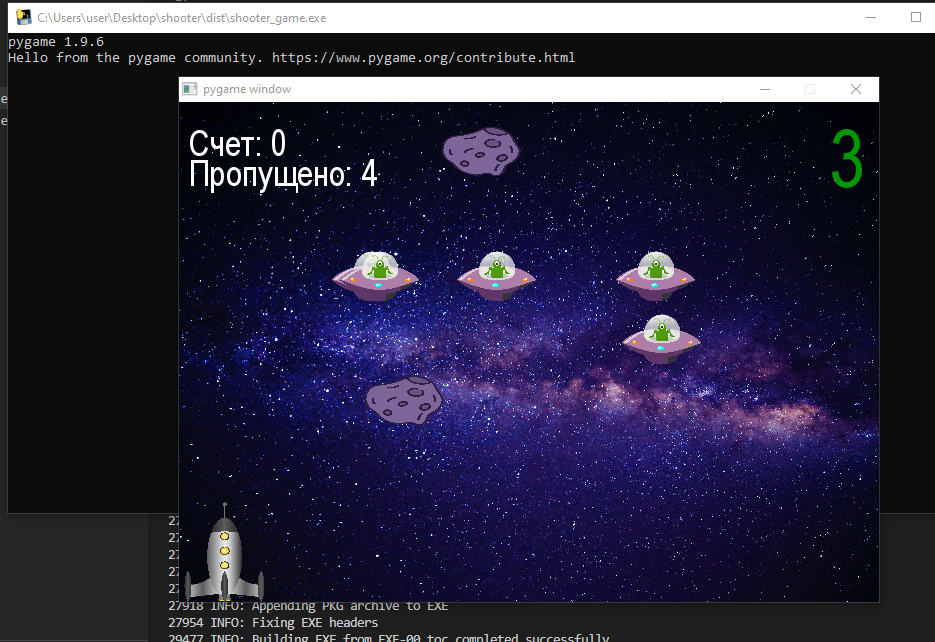 C:\Users\user\Desktop\shooter\dist\shooter_game.exe
pygame 1.9.6
Hello from the pygame community. https://www.pygame.org/contribute.html
pygame window
Счет: 0
3
Пропущено: 4
27918 INFO: Appending PKG archive to EXE
27954 INFO: Fixing EXE headers
29477 INFO: Building EXE from EXE-00.toc completed successfully.